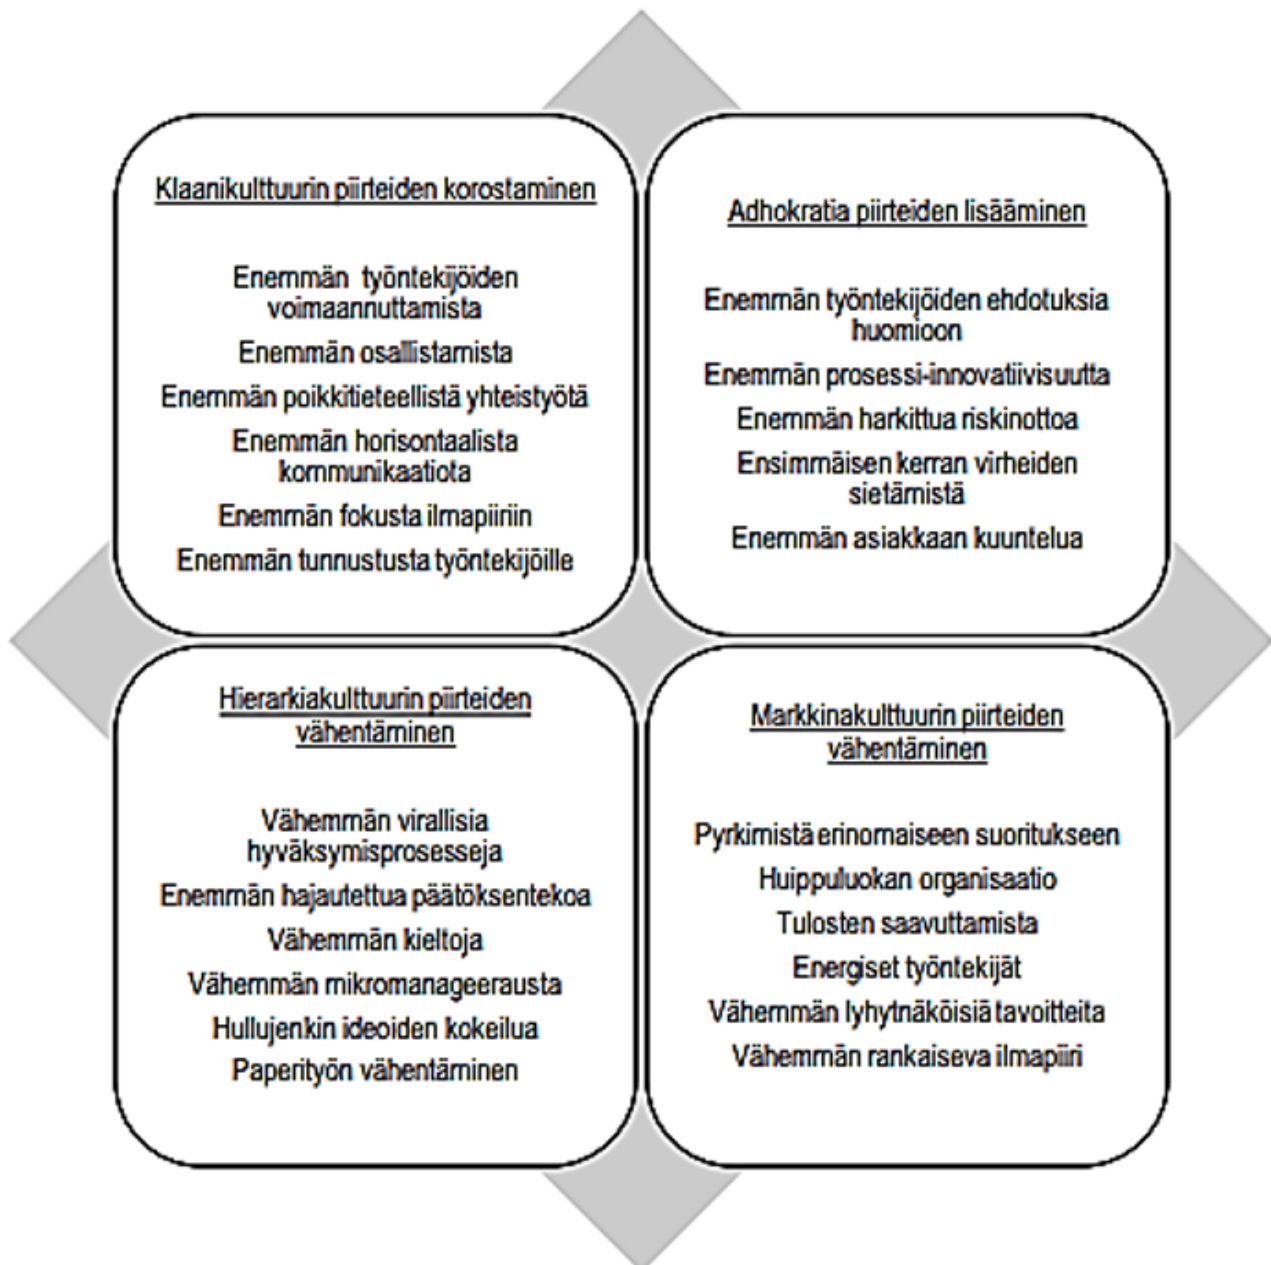 Klaanikulttuurin piirteiden korostaminen
Enemmän työntekijöiden
voimaannuttamista
Enemmän osallistamista
Enemmän poikkitieteellistä yhteistyötä
Enemmän horisontaalista
kommunikaatiota
Enemmän fokusta ilmapiiriin
Enemmän tunnustusta työntekijöille
Adhokratia piirteiden lisääminen
Enemmän työntekijöiden ehdotuksia
huomioon
Enemmän prosessi-innovatiivisuutta
Enemmän harkittua riskinottoa
Ensimmäisen kerran virheiden
sietämistä
Enemmän asiakkaan kuuntelua
Hierarkiakulttuurin piirteiden
vähentäminen
Vähemmän virallisia
hyväksymisprosesseja
Enemmän hajautettua päätöksentekoa
Vähemmän kieltoja
Vähemmän mikromanageerausta
Hullujenkin ideoiden kokeilua
Paperityön vähentäminen
Markkinakulttuurin piirteiden
vähentäminen
Pyrkimistä erinomaiseen suoritukseen
Huippuluokan organisaatio
Tulosten saavuttamista
Energiset työntekijät
Vähemmän lyhytnäköisiä tavoitteita
Vähemmän rankaiseva ilmapiiri